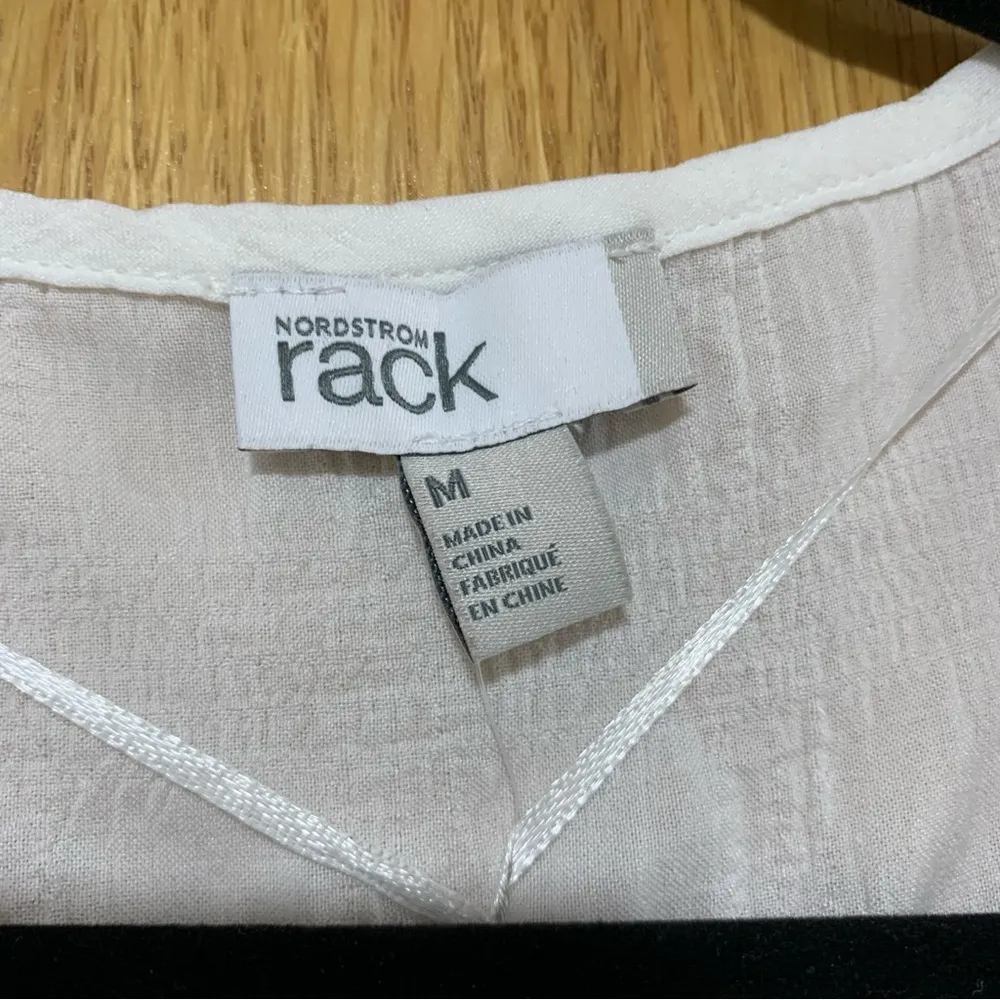 NORDSTROM
rack
M
MADE IN
CHINA
FABRIQUÉ
EN CHINE